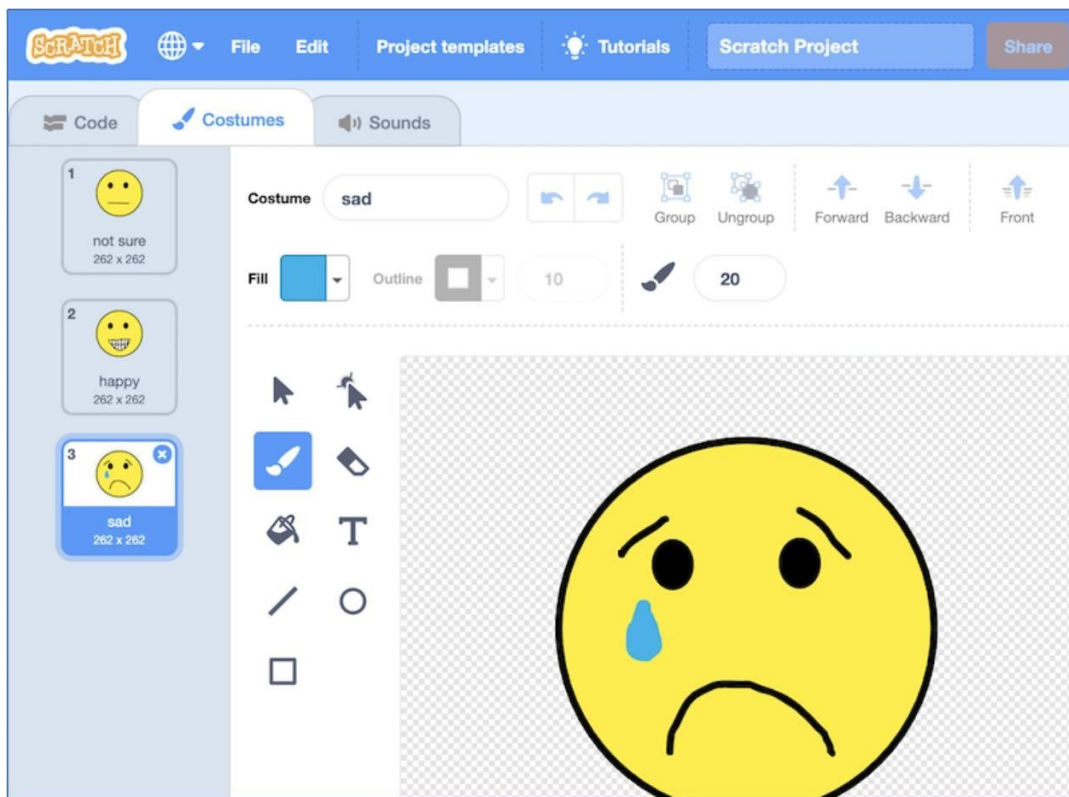 SCRATCH File Edit Project templates Tutorials Scratch Project Share
Code Costumes Sounds
1
not sure
262 x 262
2
happy
262 x 262
3
sad
262 x 262
Costume sad
Group Ungroup Forward Backward Front
Fill Outline 10 20
T